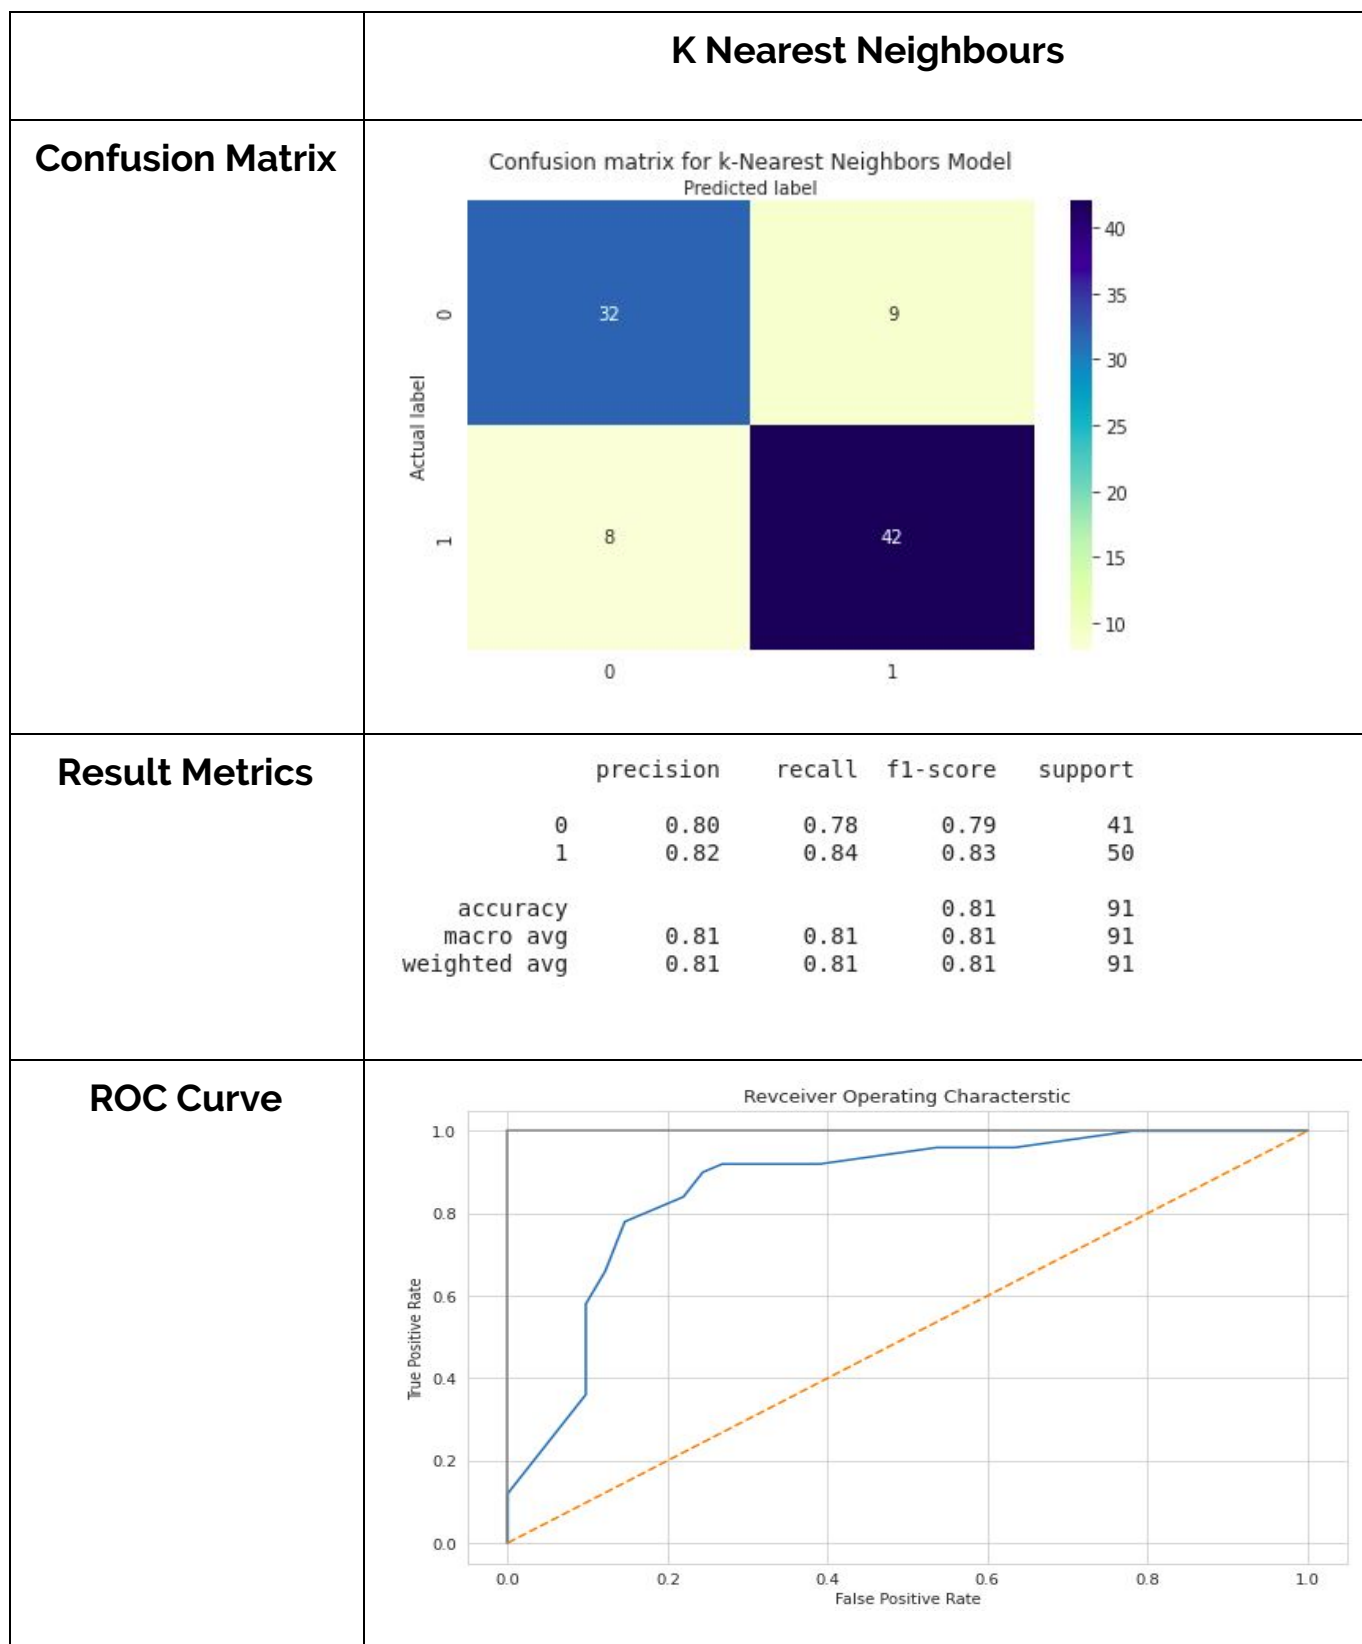 K Nearest Neighbours
Confusion Matrix
Confusion matrix for k-Nearest Neighbors Model
Predicted label
Actual label
0
32
9
1
8
42
0
1
40
35
30
25
20
15
10
Result Metrics
precision recall f1-score support
0 0.80 0.78 0.79 41
1 0.82 0.84 0.83 50
accuracy 0.81 91
macro avg 0.81 0.81 0.81 91
weighted avg 0.81 0.81 0.81 91
ROC Curve
Revceiver Operating Characterstic
True Positive Rate
1.0
0.8
0.6
0.4
0.2
0.0
0.0 0.2 0.4 0.6 0.8 1.0
False Positive Rate